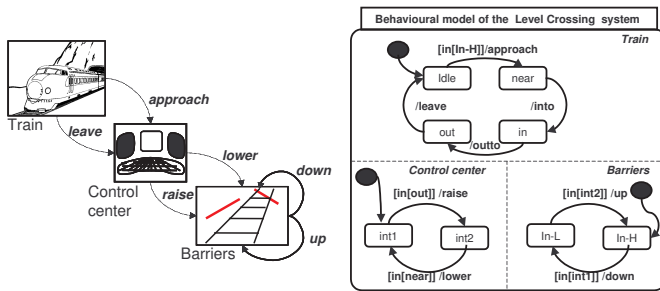 Train
leave
approach
Control
center
lower
raise
down
up
Barriers
Behavioural model of the Level Crossing system
Train
[in[In-H]/approach
Idle
near
/leave
/into
out
in
/outto
Control center
[in[out] /raise
int1
int2
[in[near] /lower
Barriers
[in[int2] /up
In-L
In-H
[in[int1] /down